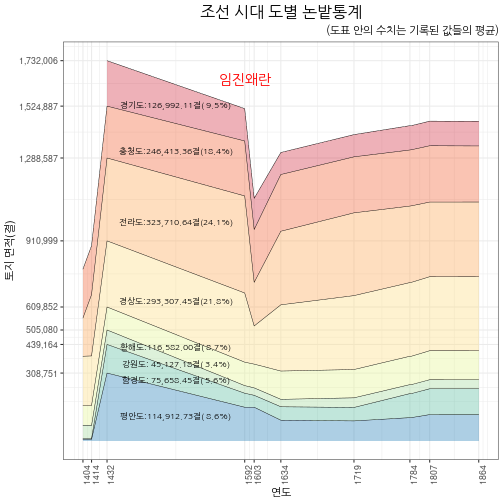 조선 시대 도별 논밭통계
(도표 안의 수치는 기록된 값들의 평균)
1,732,006
임진왜란
1,524,887
경기도:126,992.11결(9.5%)
1,288,587
충청도:246,413.36결(18.4%)
전라도:323,710.64결(24.1%)
910,999
경상도:293,307.45결(21.8%)
609,852
505,080
439,164
황해도:116,582.00결( 8.7%)
강원도: 45,127.18결( 3.4%)
308,751
함경도: 75,658.45결( 5.6%)
평안도:114,912.73결( 8.6%)
토지 면적(결)
1404
1414
1432
1592
1603
1634
1719
1784
1807
1864
연도